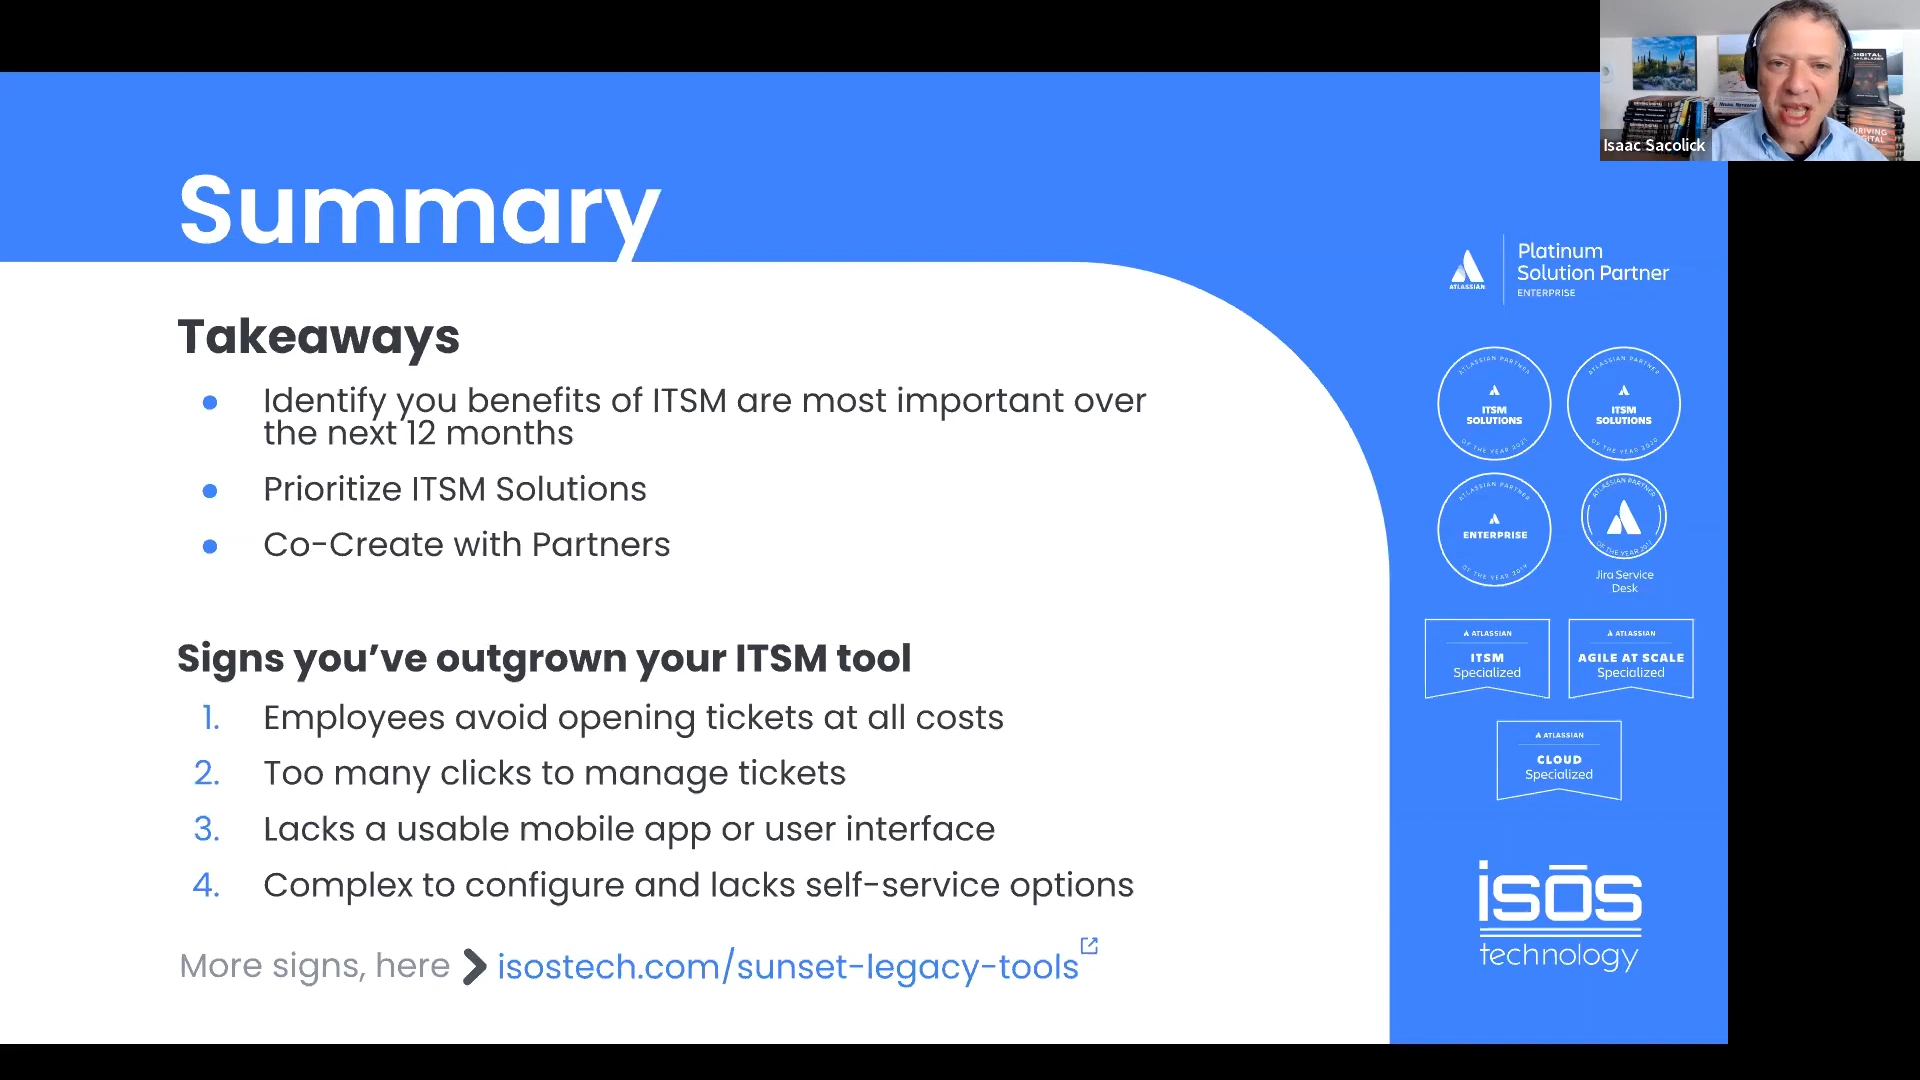 Isaac Sacolick
DIGITAL
DRIVING
DIGITAL
Summary
Takeaways
● Identify you benefits of ITSM are most important over
the next 12 months
● Prioritize ITSM Solutions
● Co-Create with Partners
Signs you’ve outgrown your ITSM tool
1. Employees avoid opening tickets at all costs
2. Too many clicks to manage tickets
3. Lacks a usable mobile app or user interface
4. Complex to configure and lacks self-service options
More signs, here isostech.com/sunset-legacy-tools
ATLASSIAN
Platinum
Solution Partner
ENTERPRISE
ATLASSIAN PARTNER
ITSM
SOLUTIONS
OF THE YEAR 2021
ATLASSIAN PARTNER
ITSM
SOLUTIONS
OF THE YEAR 2020
ATLASSIAN PARTNER
ENTERPRISE
OF THE YEAR 2019
ATLASSIAN PARTNER
OF THE YEAR 2017
Jira Service
Desk
ATLASSIAN
ITSM
Specialized
ATLASSIAN
AGILE AT SCALE
Specialized
ATLASSIAN
CLOUD
Specialized
isōs
technology